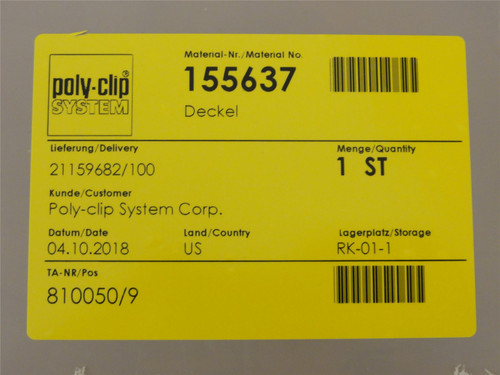 poly-clip®
SYSTEM
Material-Nr./Material No.
155637
Deckel
Lieferung/Delivery
21159682/100
Menge/Quantity
1 ST
Kunde/Customer
Poly-clip System Corp.
Datum/Date
04.10.2018
Land/Country
US
Lagerplatz/Storage
RK-01-1
TA-NR/Pos
810050/9